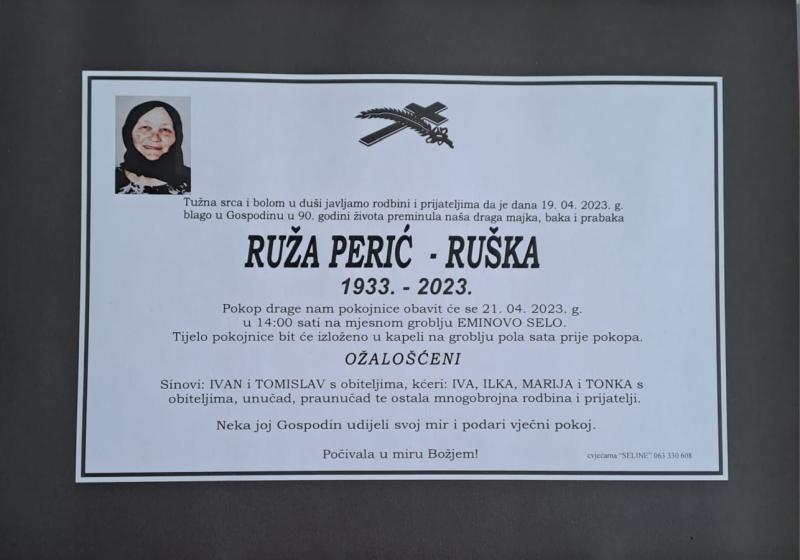 Tužna srca i bolom u duši javljamo rodbini i prijateljima da je dana 19. 04. 2023. g.
blago u Gospodinu u 90. godini života preminula naša draga majka, baka i prabaka
RUŽA PERIĆ - RUŠKA
1933. - 2023.
Pokop drage nam pokojnice obavit će se 21. 04. 2023. g.
u 14:00 sati na mjesnom groblju EMINOVO SELO.
Tijelo pokojnice bit će izloženo u kapeli na groblju pola sata prije pokopa.
OŽALOŠĆENI
Sinovi: IVAN i TOMISLAV s obiteljima, kćeri: IVA, ILKA, MARIJA i TONKA s
obiteljima, unučad, praunučad te ostala mnogobrojna rodbina i prijatelji.
Neka joj Gospodin udijeli svoj mir i podari vječni pokoj.
Počivala u miru Božjem!
cvjećarna "SELINE" 063 330 608